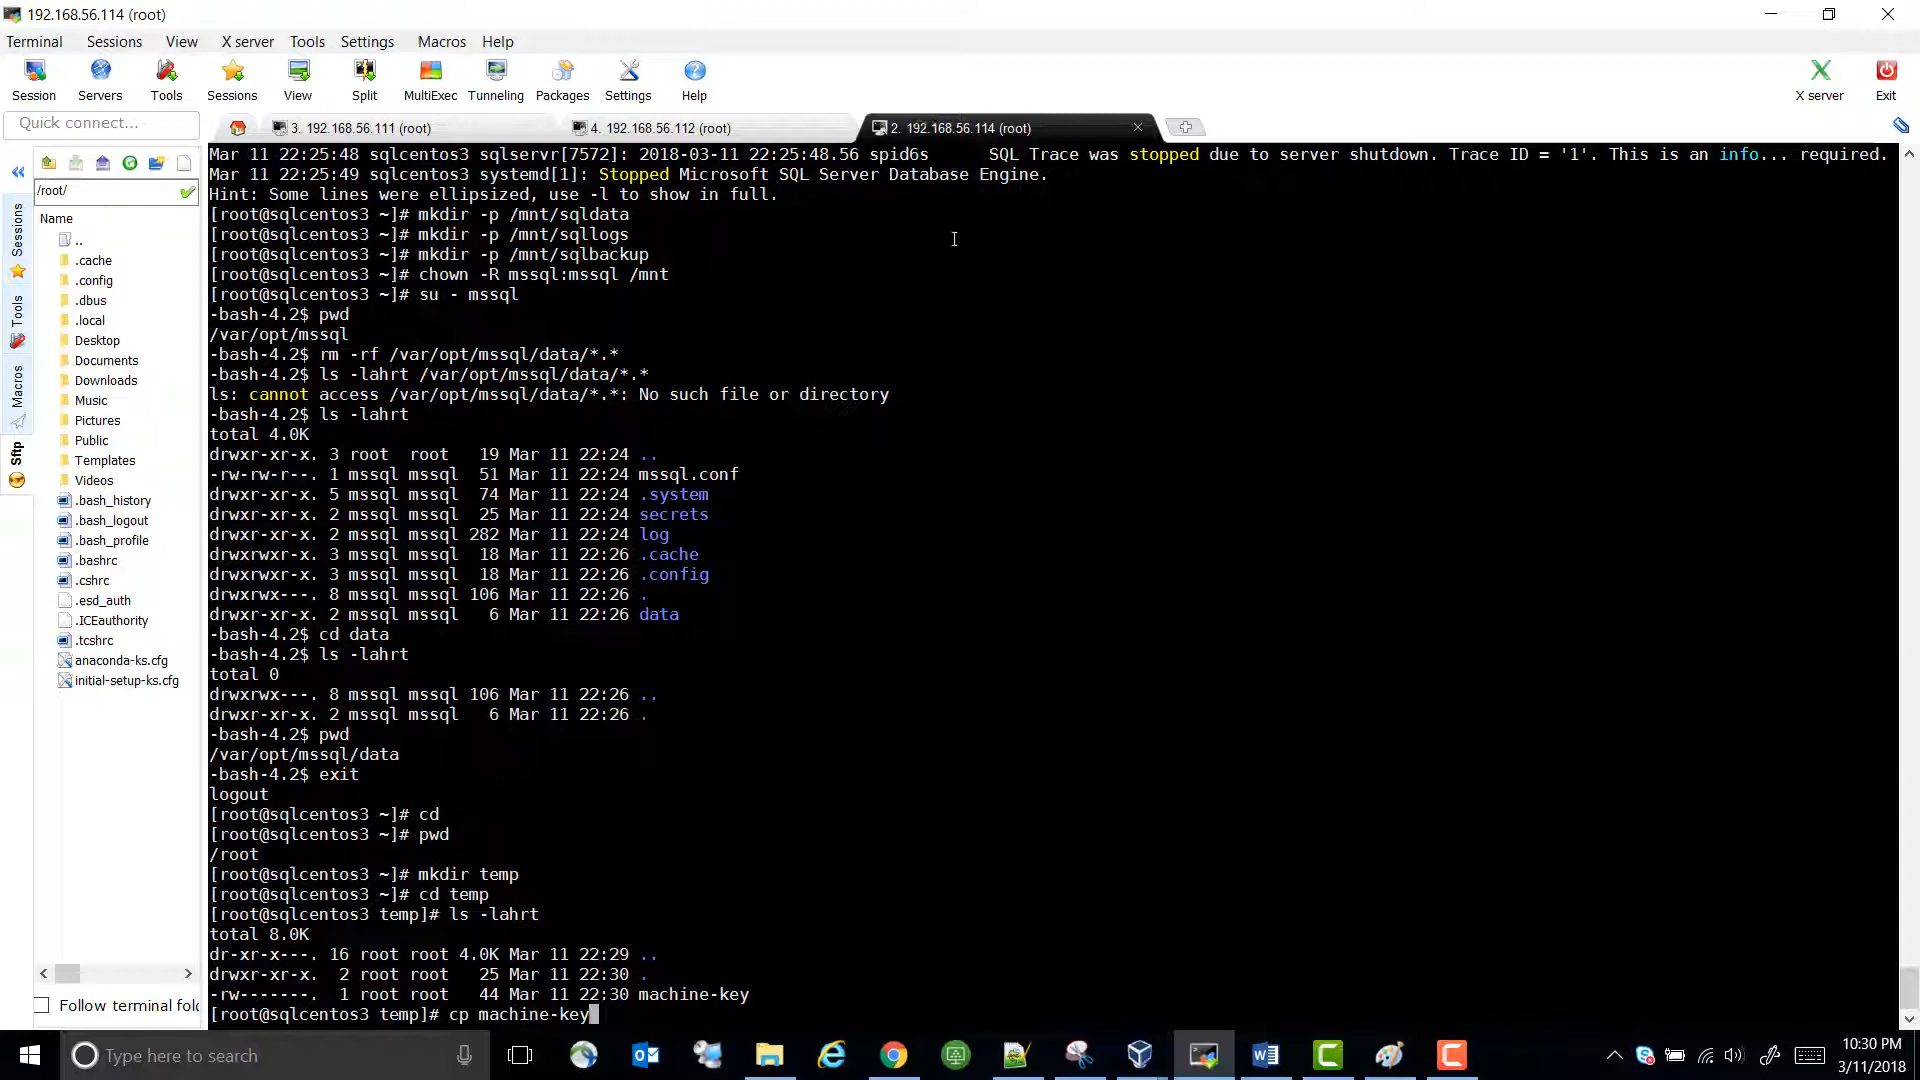 192.168.56.114 (root)
Terminal Sessions View X server Tools Settings Macros Help
Session Servers Tools Sessions View Split MultiExec Tunneling Packages Settings Help X server Exit
Quick connect...
3. 192.168.56.111 (root)
4. 192.168.56.112 (root)
2. 192.168.56.114 (root)
Sessions
Tools
Macros
Sftp
/root/
Name
..
.cache
.config
.dbus
.local
Desktop
Documents
Downloads
Music
Pictures
Public
Templates
Videos
.bash_history
.bash_logout
.bash_profile
.bashrc
.cshrc
.esd_auth
.ICEauthority
.tcshrc
anaconda-ks.cfg
initial-setup-ks.cfg
Follow terminal fold
Mar 11 22:25:48 sqlcentos3 sqlservr[7572]: 2018-03-11 22:25:48.56 spid6s      SQL Trace was stopped due to server shutdown. Trace ID = '1'. This is an info... required.
Mar 11 22:25:49 sqlcentos3 systemd[1]: Stopped Microsoft SQL Server Database Engine.
Hint: Some lines were ellipsized, use -l to show in full.
[root@sqlcentos3 ~]# mkdir -p /mnt/sqldata
[root@sqlcentos3 ~]# mkdir -p /mnt/sqllogs
[root@sqlcentos3 ~]# mkdir -p /mnt/sqlbackup
[root@sqlcentos3 ~]# chown -R mssql:mssql /mnt
[root@sqlcentos3 ~]# su - mssql
-bash-4.2$ pwd
/var/opt/mssql
-bash-4.2$ rm -rf /var/opt/mssql/data/*.*
-bash-4.2$ ls -lahrt /var/opt/mssql/data/*.*
ls: cannot access /var/opt/mssql/data/*.*: No such file or directory
-bash-4.2$ ls -lahrt
total 4.0K
drwxr-xr-x. 3 root  root   19 Mar 11 22:24 ..
-rw-rw-r--. 1 mssql mssql  51 Mar 11 22:24 mssql.conf
drwxr-xr-x. 5 mssql mssql  74 Mar 11 22:24 .system
drwxr-xr-x. 2 mssql mssql  25 Mar 11 22:24 secrets
drwxr-xr-x. 2 mssql mssql 282 Mar 11 22:24 log
drwxrwxr-x. 3 mssql mssql  18 Mar 11 22:26 .cache
drwxrwxr-x. 3 mssql mssql  18 Mar 11 22:26 .config
drwxrwx---. 8 mssql mssql 106 Mar 11 22:26 .
drwxr-xr-x. 2 mssql mssql   6 Mar 11 22:26 data
-bash-4.2$ cd data
-bash-4.2$ ls -lahrt
total 0
drwxrwx---. 8 mssql mssql 106 Mar 11 22:26 ..
drwxr-xr-x. 2 mssql mssql   6 Mar 11 22:26 .
-bash-4.2$ pwd
/var/opt/mssql/data
-bash-4.2$ exit
logout
[root@sqlcentos3 ~]# cd
[root@sqlcentos3 ~]# pwd
/root
[root@sqlcentos3 ~]# mkdir temp
[root@sqlcentos3 ~]# cd temp
[root@sqlcentos3 temp]# ls -lahrt
total 8.0K
dr-xr-x---. 16 root root 4.0K Mar 11 22:29 ..
drwxr-xr-x.  2 root root   25 Mar 11 22:30 .
-rw-------.  1 root root   44 Mar 11 22:30 machine-key
[root@sqlcentos3 temp]# cp machine-key
Type here to search
10:30 PM
3/11/2018